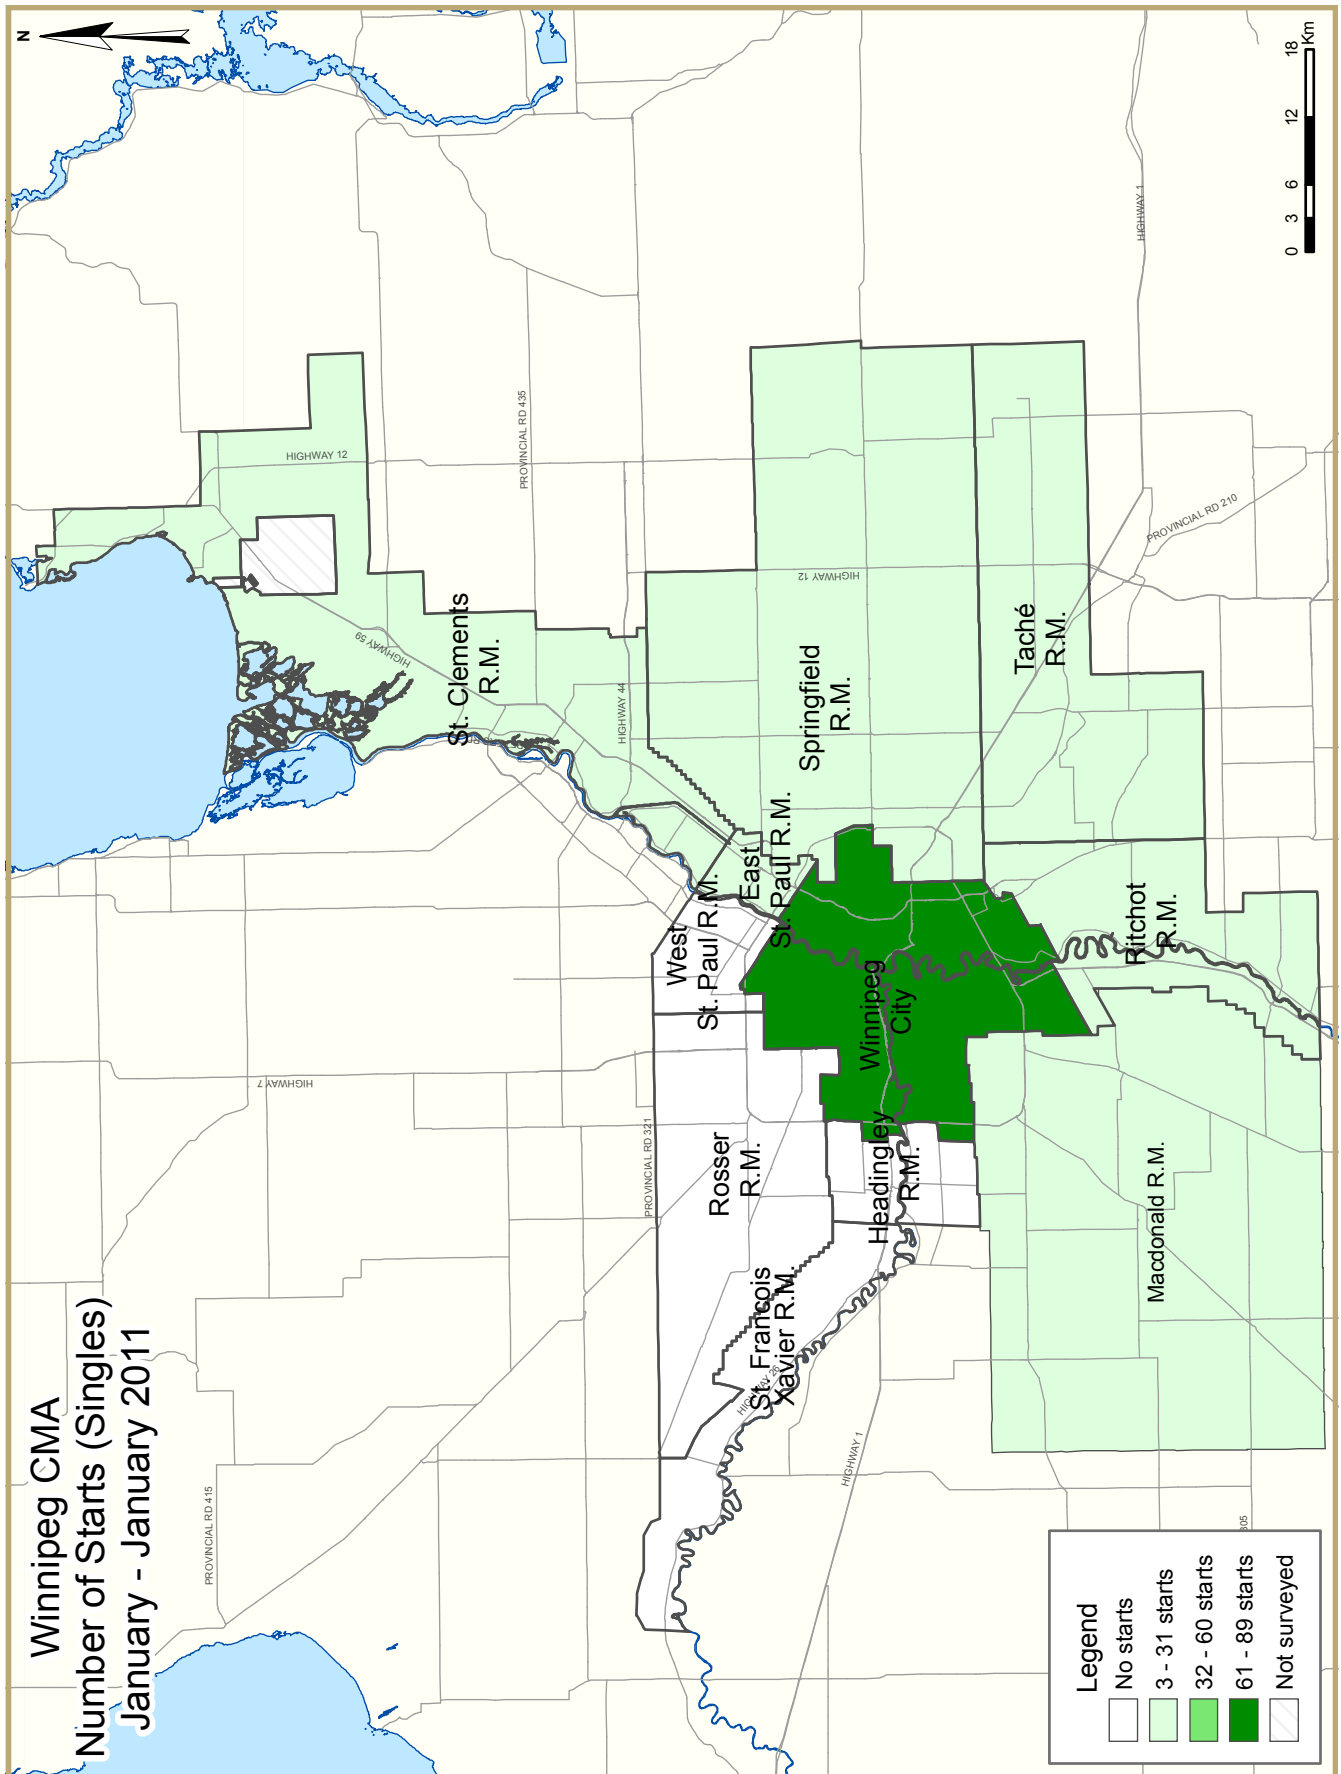 Winnipeg CMA
Number of Starts (Singles)
January - January 2011
N
PROVINCIAL RD 415
HIGHWAY 7
PROVINCIAL RD 321
HIGHWAY 59
HIGHWAY 12
PROVINCIAL RD 435
HIGHWAY 44
St. Clements
R.M.
West
St. Paul R.M.
East
St. Paul R.M.
Rosser
R.M.
St. Francois
Xavier R.M.
HIGHWAY 26
Springfield
R.M.
HIGHWAY 12
Winnipeg
City
Headingley
R.M.
HIGHWAY 1
Taché
R.M.
HIGHWAY 1
PROVINCIAL RD 210
Ritchot
R.M.
Macdonald R.M.
305
Legend
No starts
3 - 31 starts
32 - 60 starts
61 - 89 starts
Not surveyed
0 3 6 12 18
Km